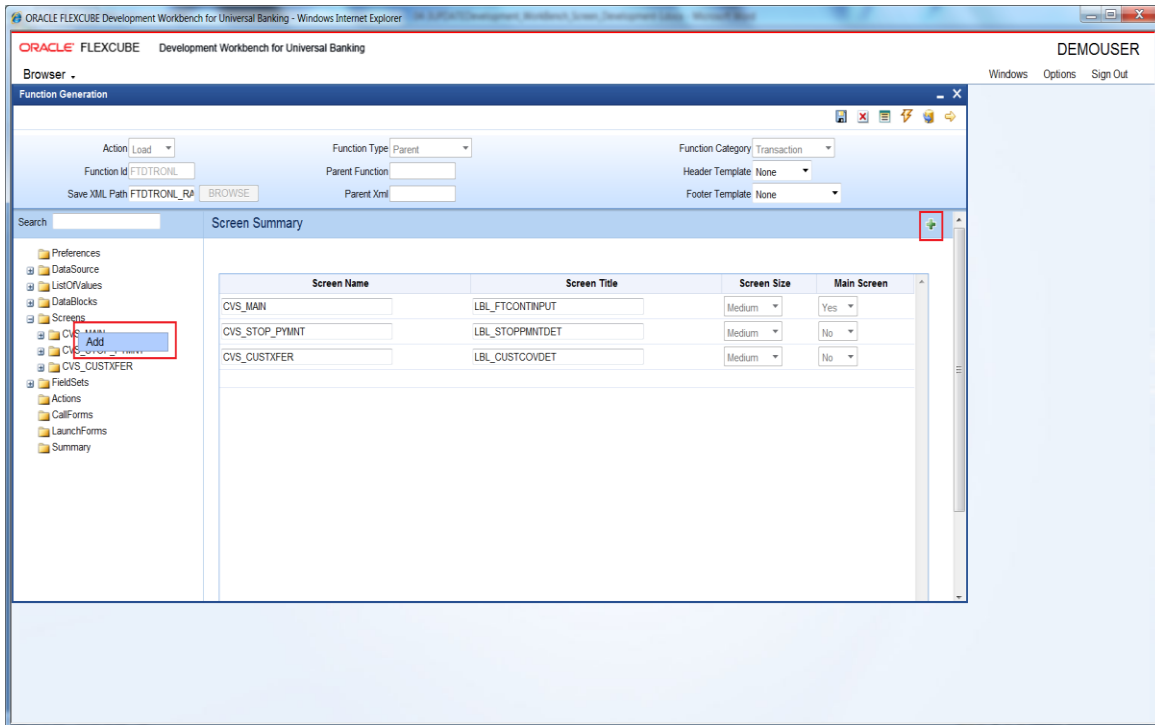 ORACLE FLEXCUBE Development Workbench for Universal Banking - Windows Internet Explorer
ORACLE FLEXCUBE Development Workbench for Universal Banking
DEMOUSER
Browser
Windows Options Sign Out
Function Generation
Action Load Function Type Parent Function Category Transaction
Function Id FTDTRONL Parent Function Header Template None
Save XML Path FTDTRONL_RA BROWSE Parent Xml Footer Template None
Search Screen Summary
Preferences
DataSource
ListOfValues
DataBlocks
Screens
CVS_MAIN
Add
CVS_STOP_PYMNT
CVS_CUSTXFER
FieldSets
Actions
CallForms
LaunchForms
Summary
Screen Name Screen Title Screen Size Main Screen
CVS_MAIN LBL_FTCONTINPUT Medium Yes
CVS_STOP_PYMNT LBL_STOPPMNTDET Medium No
CVS_CUSTXFER LBL_CUSTCOVDET Medium No